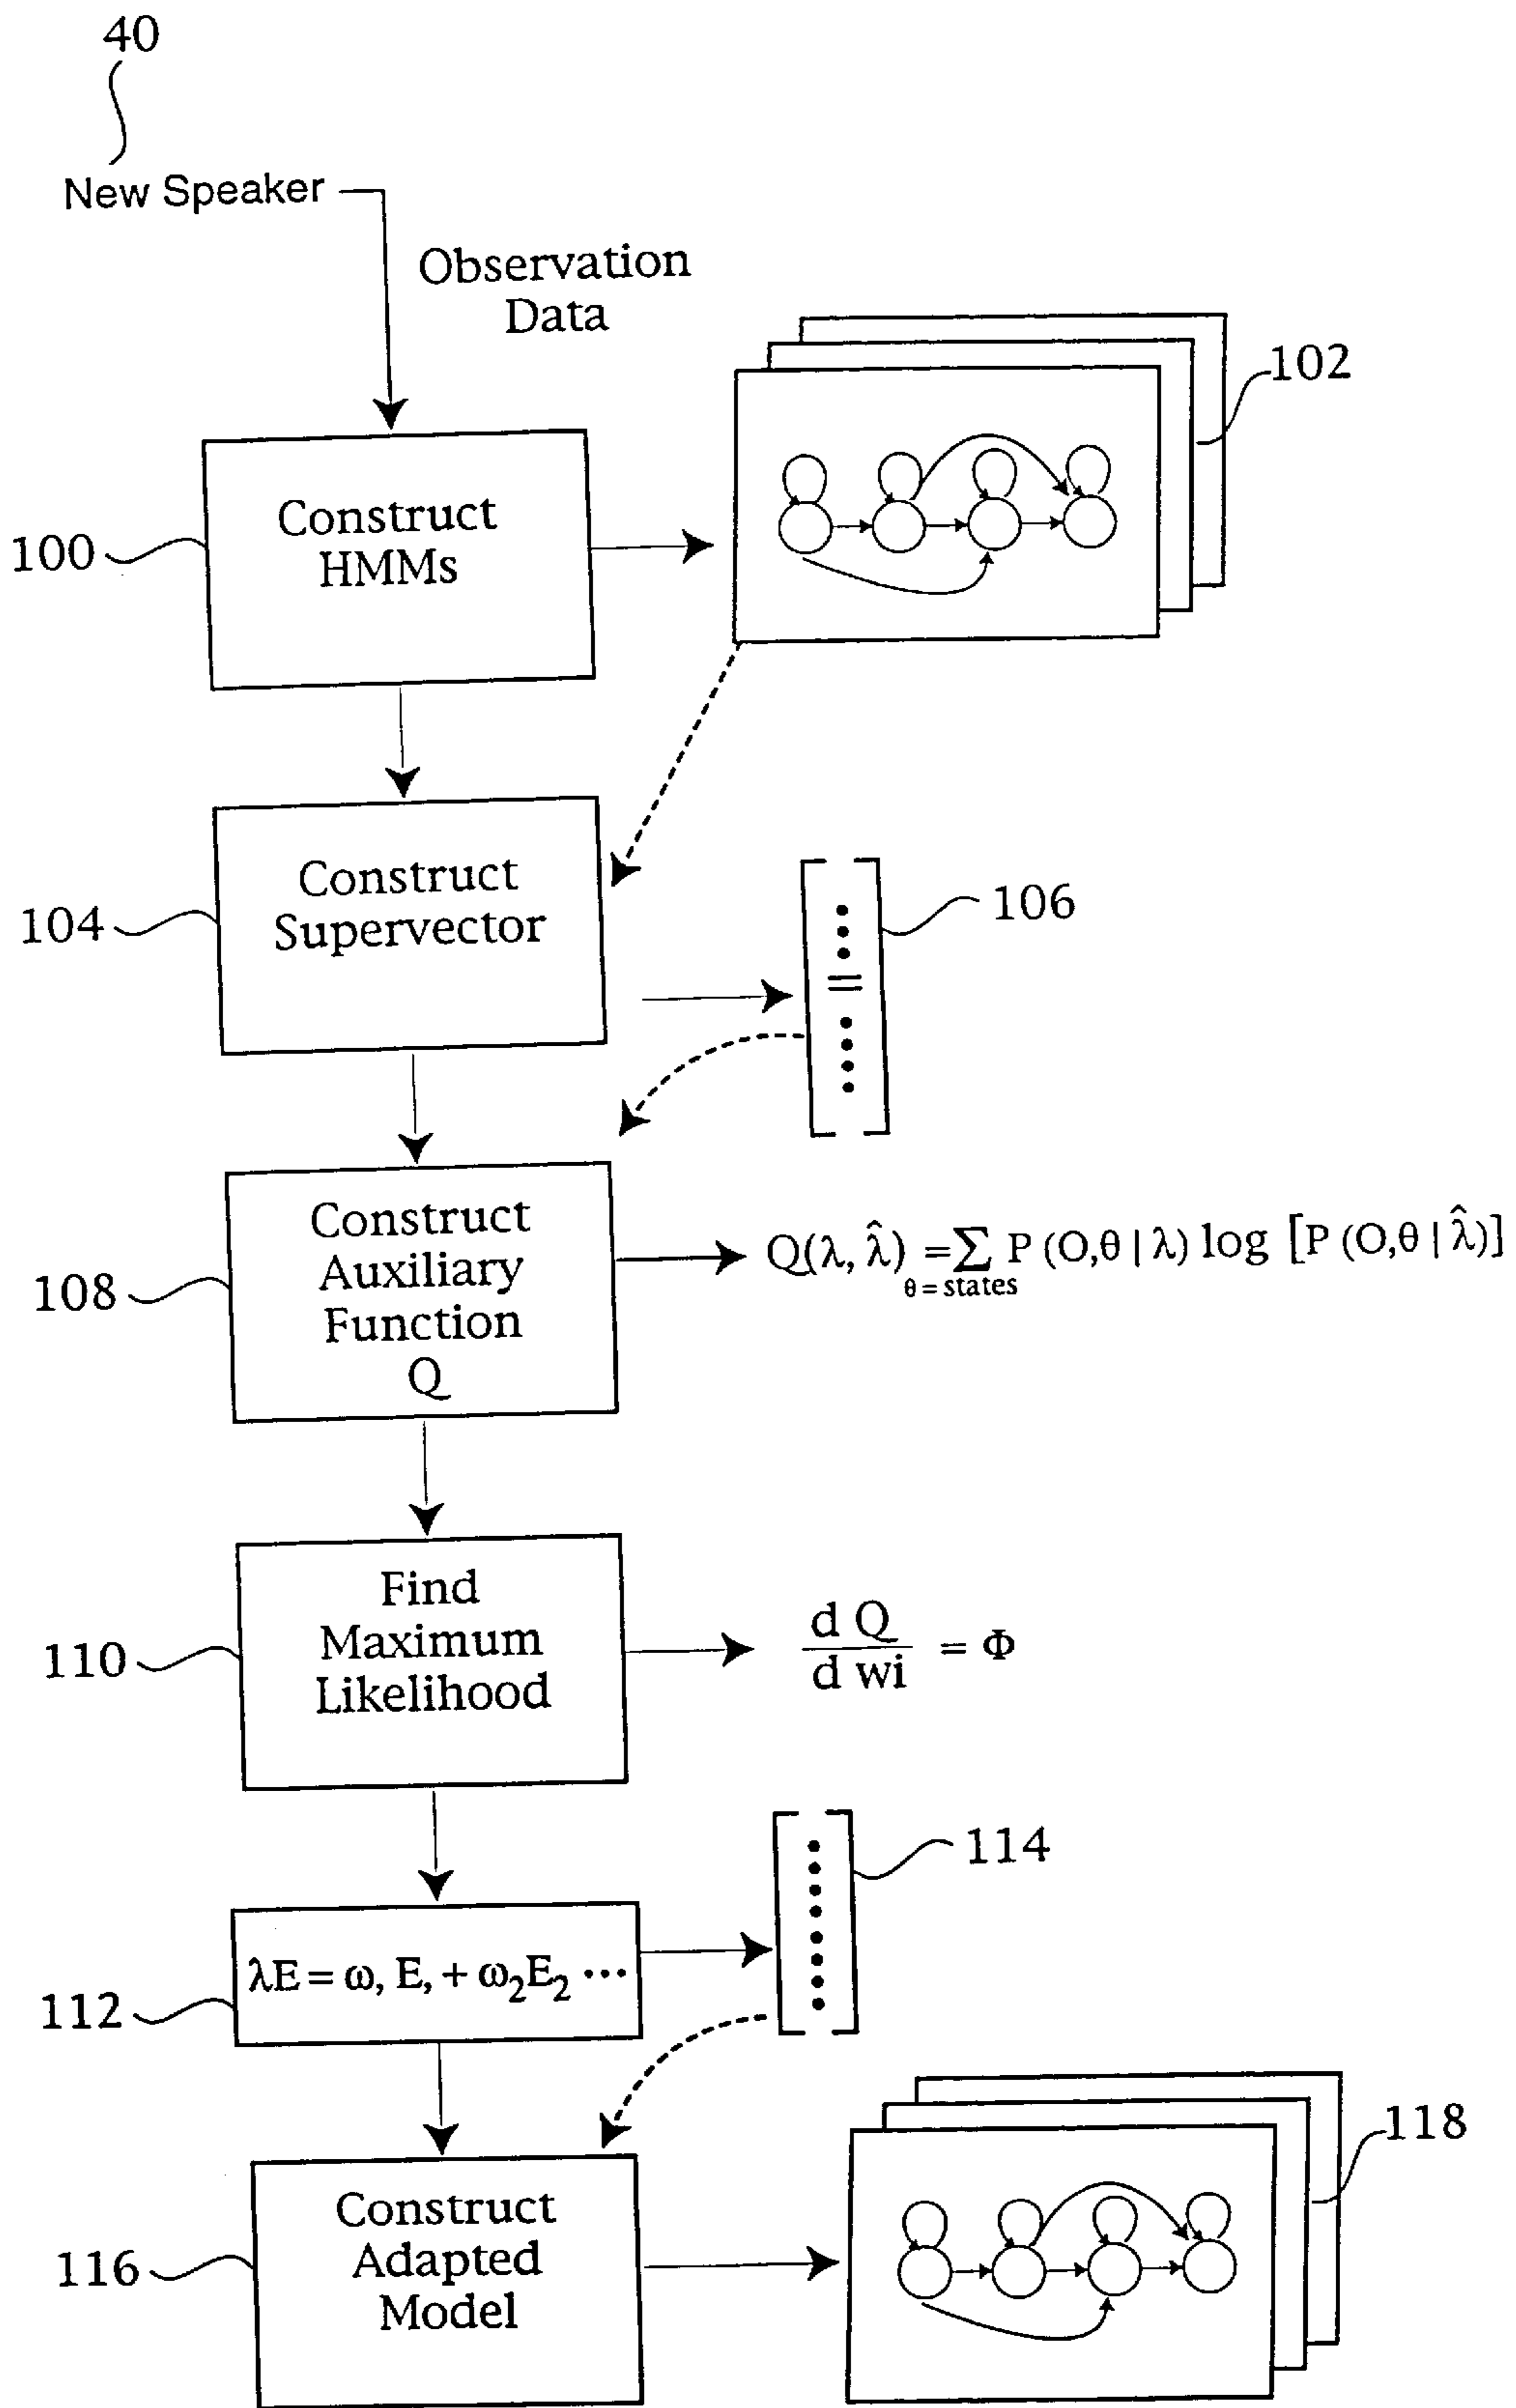 40
New Speaker
Observation
Data
102
Construct
HMMs
100
Construct
Supervector
104
106
Construct
Auxiliary
Function
Q
108
Q(λ, λ̂) = Σ P (O,θ | λ) log [P (O,θ | λ̂)]
θ = states
Find
Maximum
Likelihood
110
d Q
d wi
= Φ
114
λE = ω, E, + ω₂E₂ ···
112
118
Construct
Adapted
Model
116